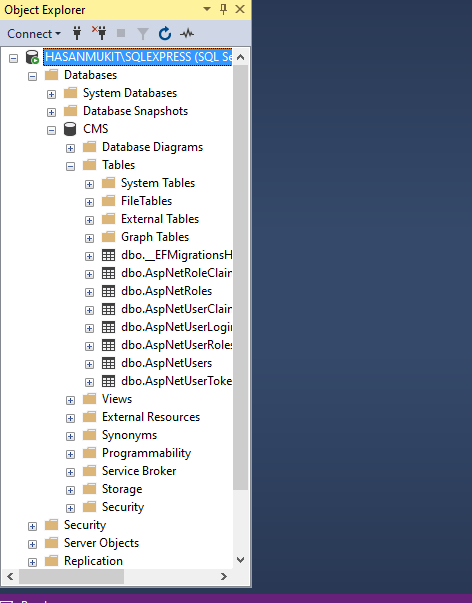 Object Explorer
Connect
HASANMUKIT\SQLEXPRESS (SQL Se
Databases
System Databases
Database Snapshots
CMS
Database Diagrams
Tables
System Tables
FileTables
External Tables
Graph Tables
dbo.__EFMigrationsH
dbo.AspNetRoleClain
dbo.AspNetRoles
dbo.AspNetUserClain
dbo.AspNetUserLogi
dbo.AspNetUserRoles
dbo.AspNetUsers
dbo.AspNetUserToke
Views
External Resources
Synonyms
Programmability
Service Broker
Storage
Security
Security
Server Objects
Replication